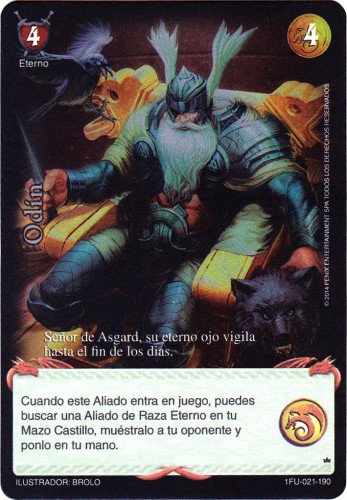 4
4
Eterno
Odín
© 2014 FENIX ENTERTAINMENT SPA TODOS LOS DERECHOS RESERVADOS
Señor de Asgard, su eterno ojo vigila
hasta el fin de los días.
Cuando este Aliado entra en juego, puedes
buscar una Aliado de Raza Eterno en tu
Mazo Castillo, muéstralo a tu oponente y
ponlo en tu mano.
ILUSTRADOR: BROLO
1FU-021-190